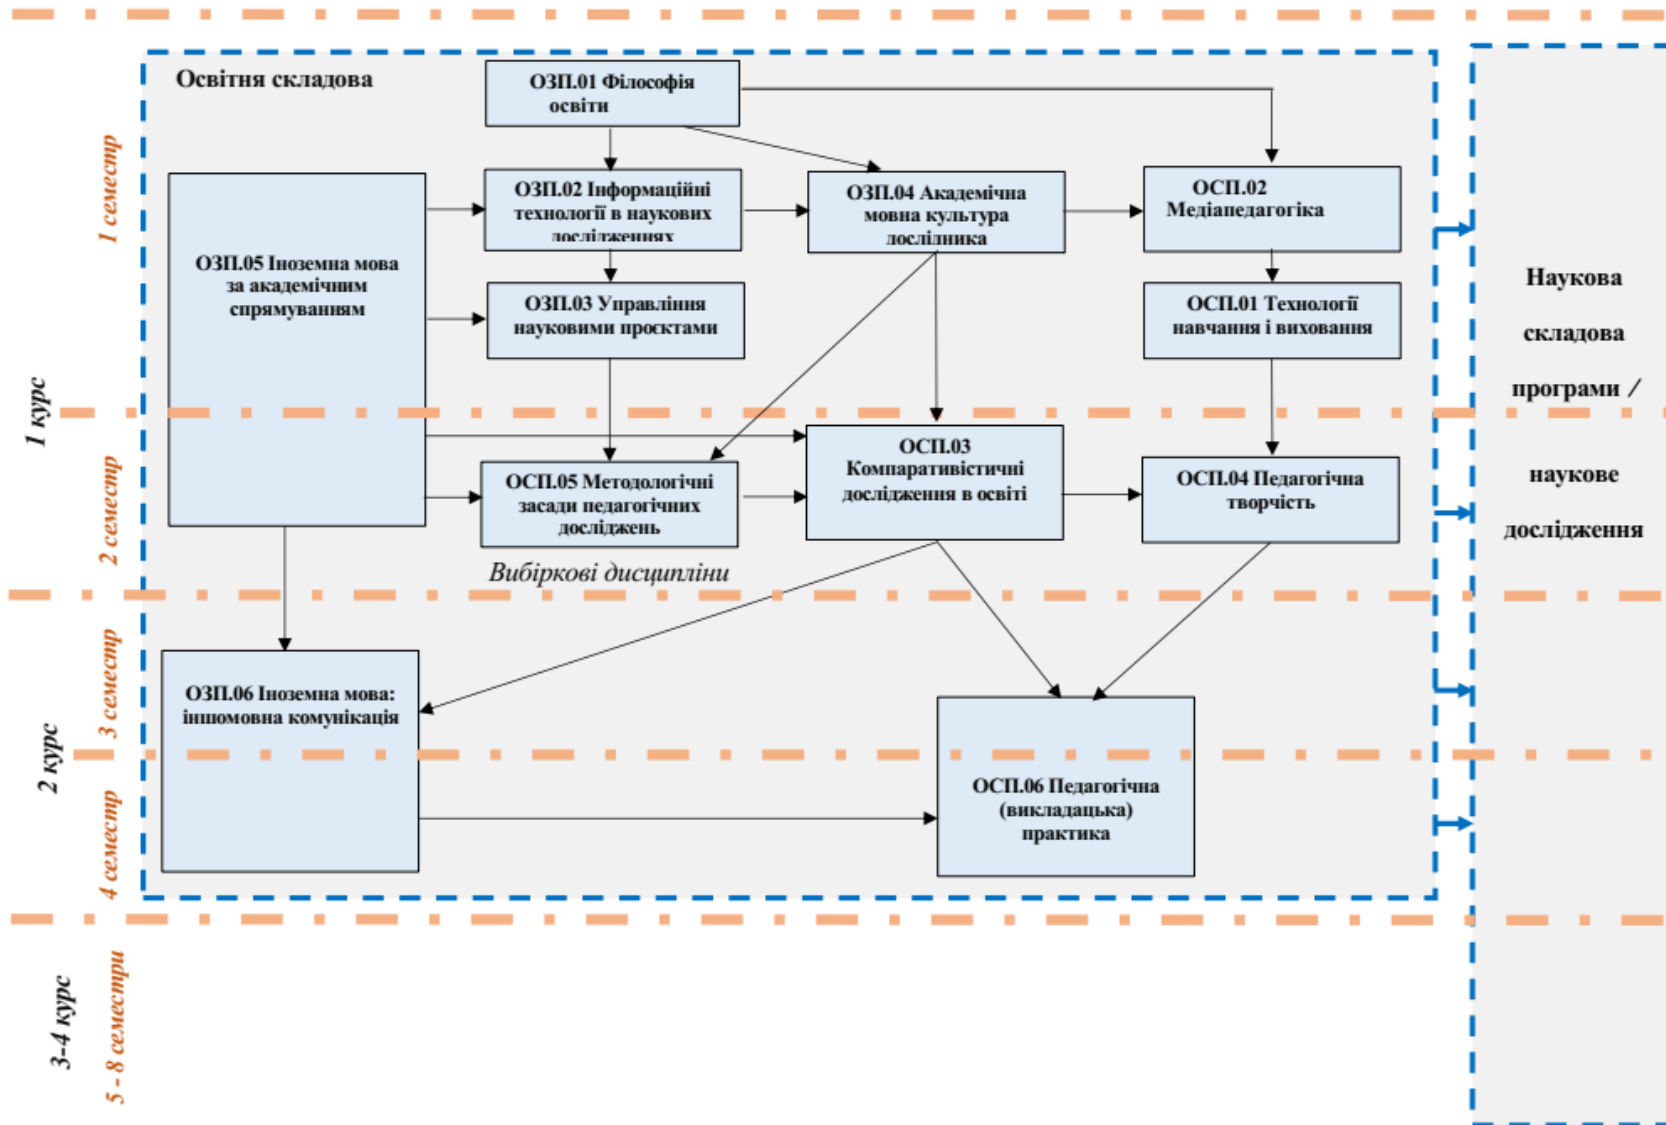 Освітня складова
ОЗП.01 Філософія
освіти
1 семестр
ОЗП.05 Іноземна мова
за академічним
спрямуванням
ОЗП.02 Інформаційні
технології в наукових
дослідженнях
ОЗП.04 Академічна
мовна культура
дослідника
ОСП.02
Медіапедагогіка
ОЗП.03 Управління
науковими проєктами
ОСП.01 Технології
навчання і виховання
Наукова
складова
програми /
наукове
дослідження
1 курс
2 семестр
ОСП.05 Методологічні
засади педагогічних
досліджень
ОСП.03
Компаративістичні
дослідження в освіті
ОСП.04 Педагогічна
творчість
Вибіркові дисципліни
3 семестр
ОЗП.06 Іноземна мова:
іншомовна комунікація
2 курс
4 семестр
ОСП.06 Педагогічна
(викладацька)
практика
3-4 курс
5 - 8 семестри